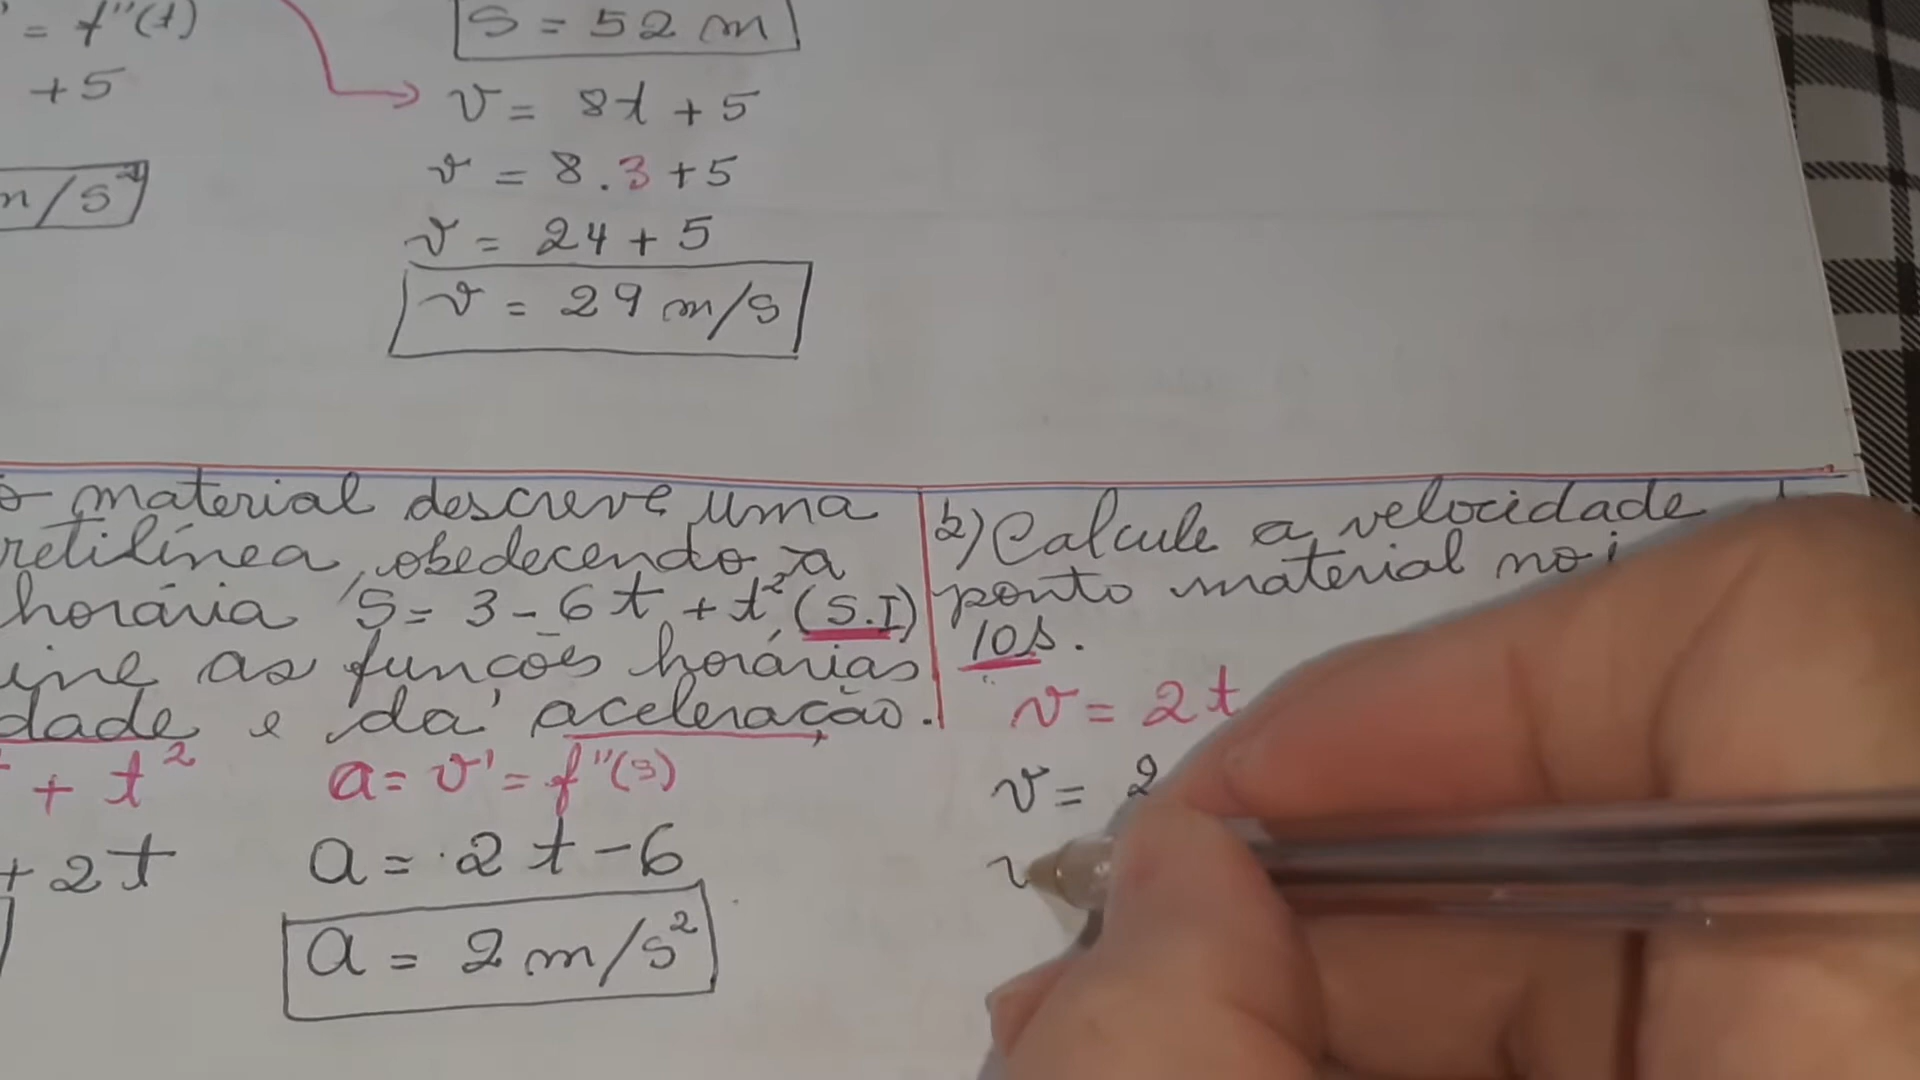 = f"(t)
+5
m/s²
S = 52 m
v = 8t + 5
v = 8.3+5
v = 24 + 5
v = 29 m/s
material descreve uma
retilínea, obedecendo a
horária S = 3 - 6t + t² (S.I)
as funções horárias
dade e da aceleração.
+ t²
+ 2t
a = v' = f"(s)
a = 2t-6
a = 2 m/s²
b) Calcule a velocidade
ponto material no
10s.
v = 2t
v = 2
v